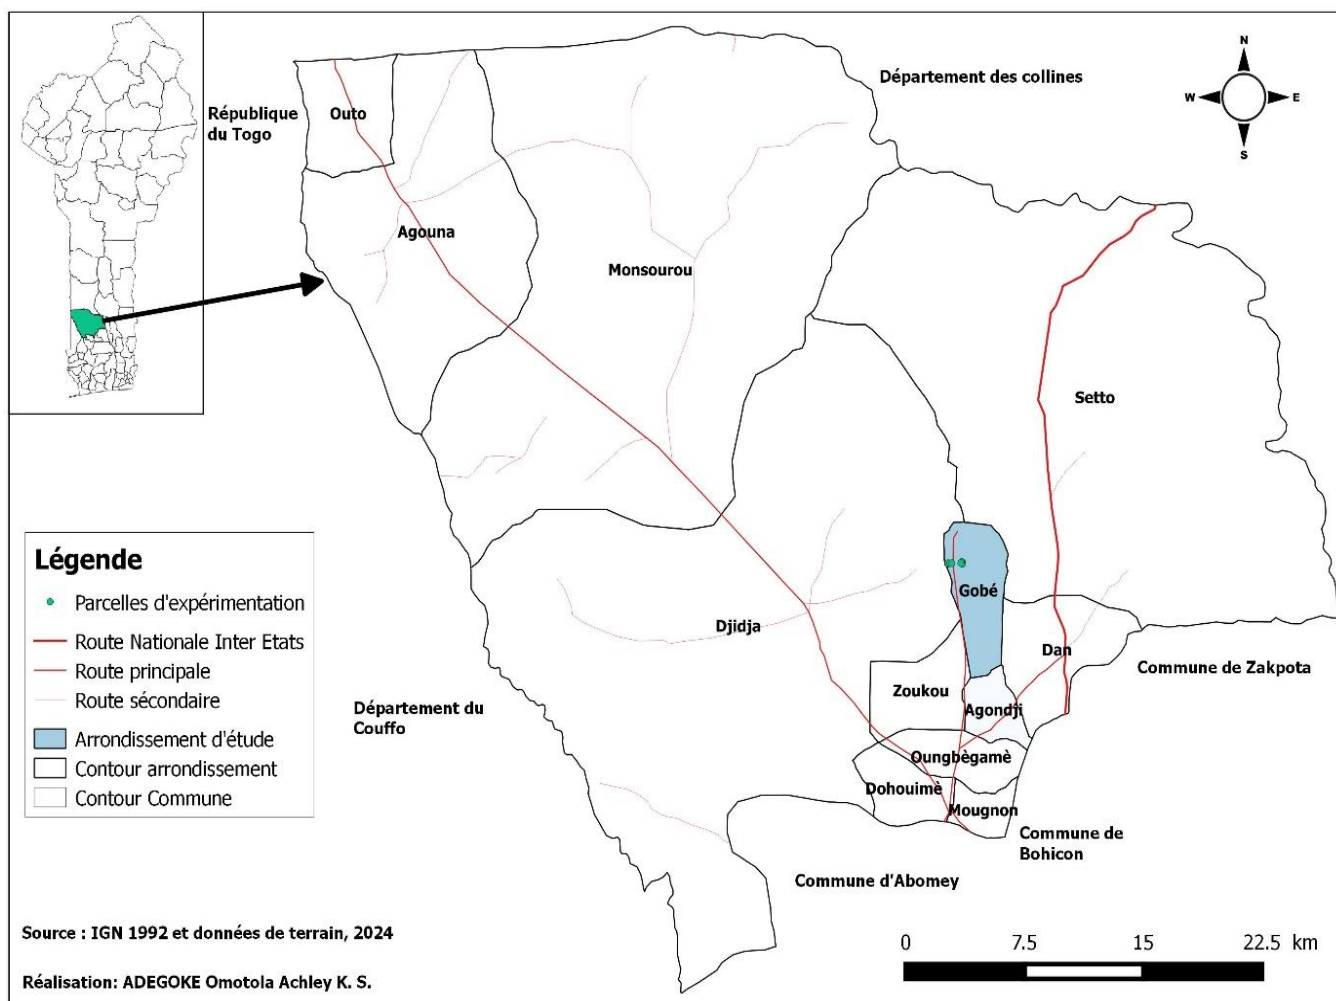 N
W
E
S
Département des collines
République
du Togo
Outo
Agouna
Monsourou
Setto
Gobé
Djidja
Dan
Commune de Zakpota
Zoukou
Agondji
Département du
Couffo
Oungbègamè
Dohouimè
Mougnon
Commune de
Bohicon
Commune d'Abomey
Légende
Parcelles d'expérimentation
Route Nationale Inter Etats
Route principale
Route sécondaire
Arrondissement d'étude
Contour arrondissement
Contour Commune
Source : IGN 1992 et données de terrain, 2024
Réalisation: ADEGOKE Omotola Achley K. S.
0 7.5 15 22.5 km